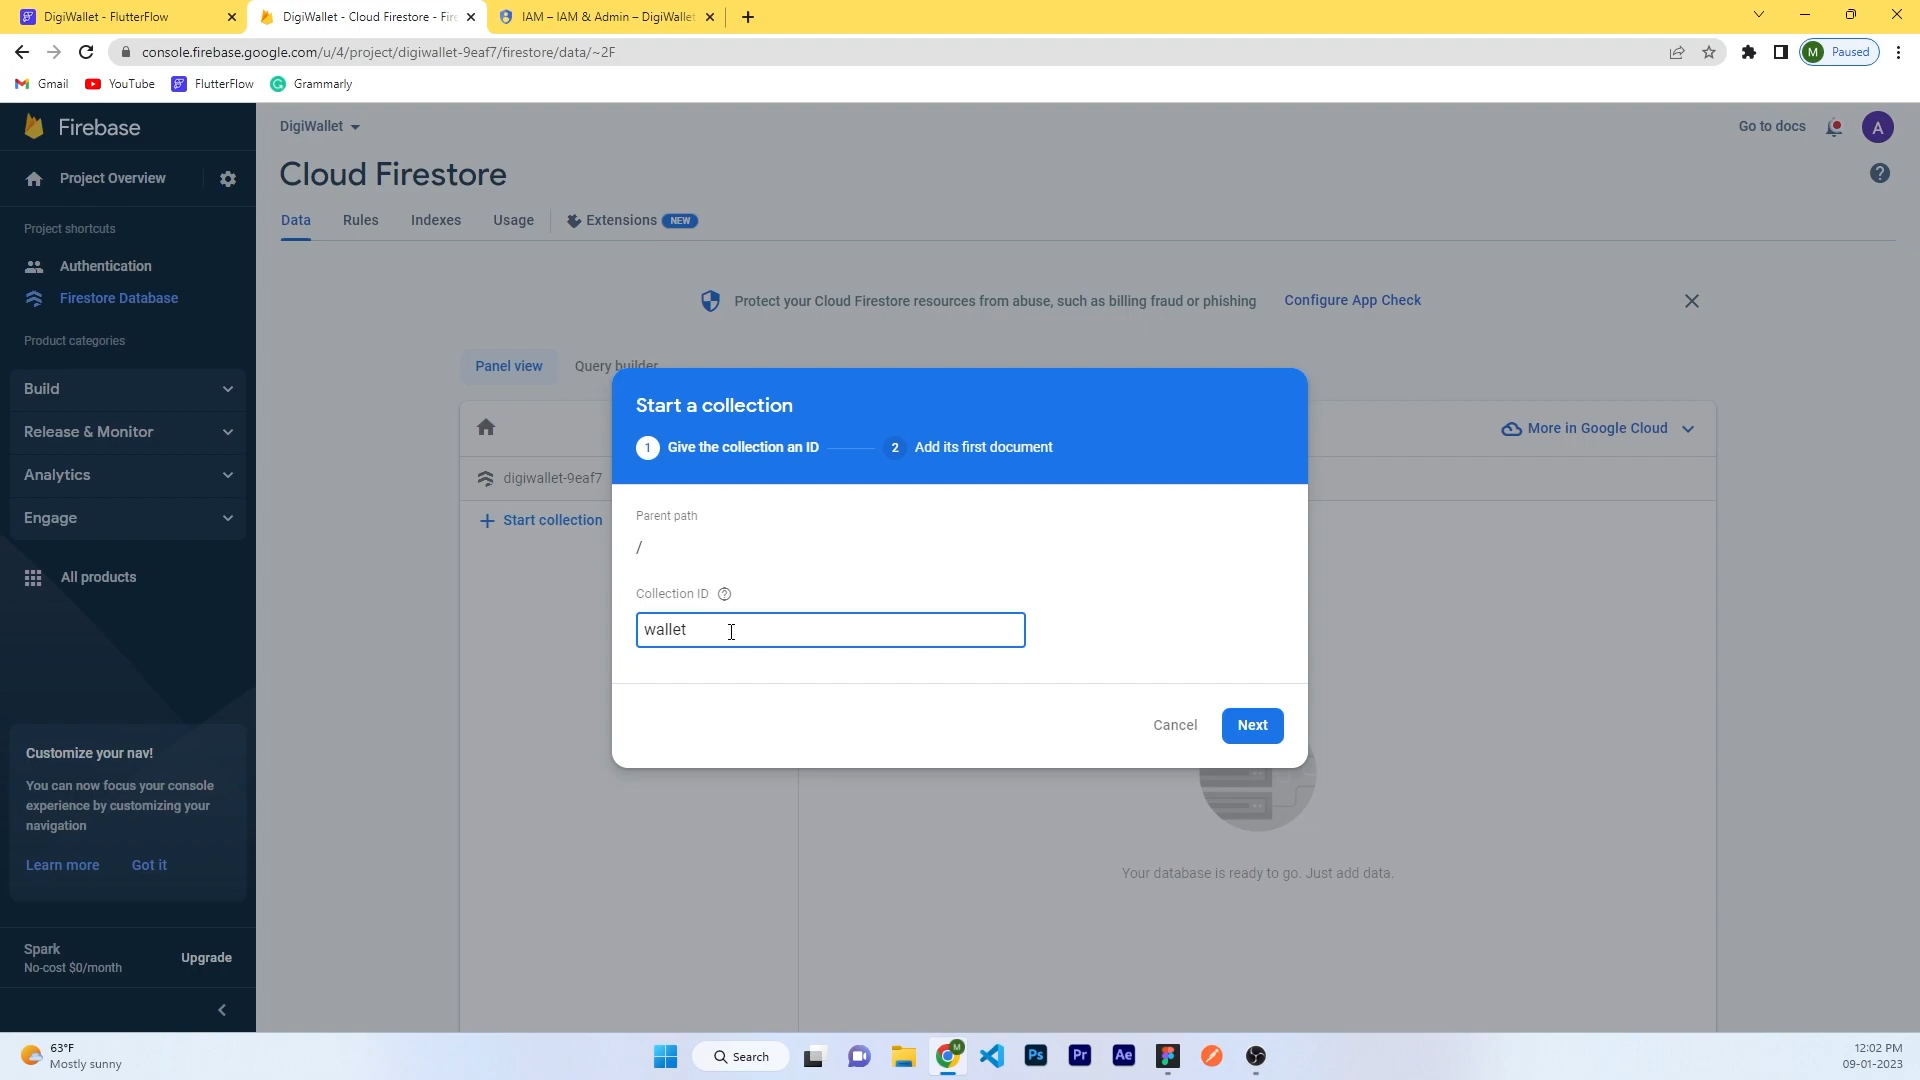 DigiWallet - FlutterFlow
DigiWallet - Cloud Firestore - Fire
IAM – IAM & Admin – DigiWallet
console.firebase.google.com/u/4/project/digiwallet-9eaf7/firestore/data/~2F
M
Paused
Gmail
YouTube
FlutterFlow
Grammarly
Firebase
DigiWallet
Go to docs
A
Project Overview
Cloud Firestore
Data
Rules
Indexes
Usage
Extensions
NEW
Project shortcuts
Authentication
Firestore Database
Protect your Cloud Firestore resources from abuse, such as billing fraud or phishing
Configure App Check
Product categories
Panel view
Query builder
Build
Release & Monitor
Analytics
Engage
All products
More in Google Cloud
digiwallet-9eaf7
Start collection
Start a collection
1
Give the collection an ID
2
Add its first document
Parent path
/
Collection ID
wallet
Cancel
Next
Your database is ready to go. Just add data.
Customize your nav!
You can now focus your console
experience by customizing your
navigation
Learn more
Got it
Spark
No-cost $0/month
Upgrade
63°F
Mostly sunny
Search
M
Ps
Pr
Ae
12:02 PM
09-01-2023